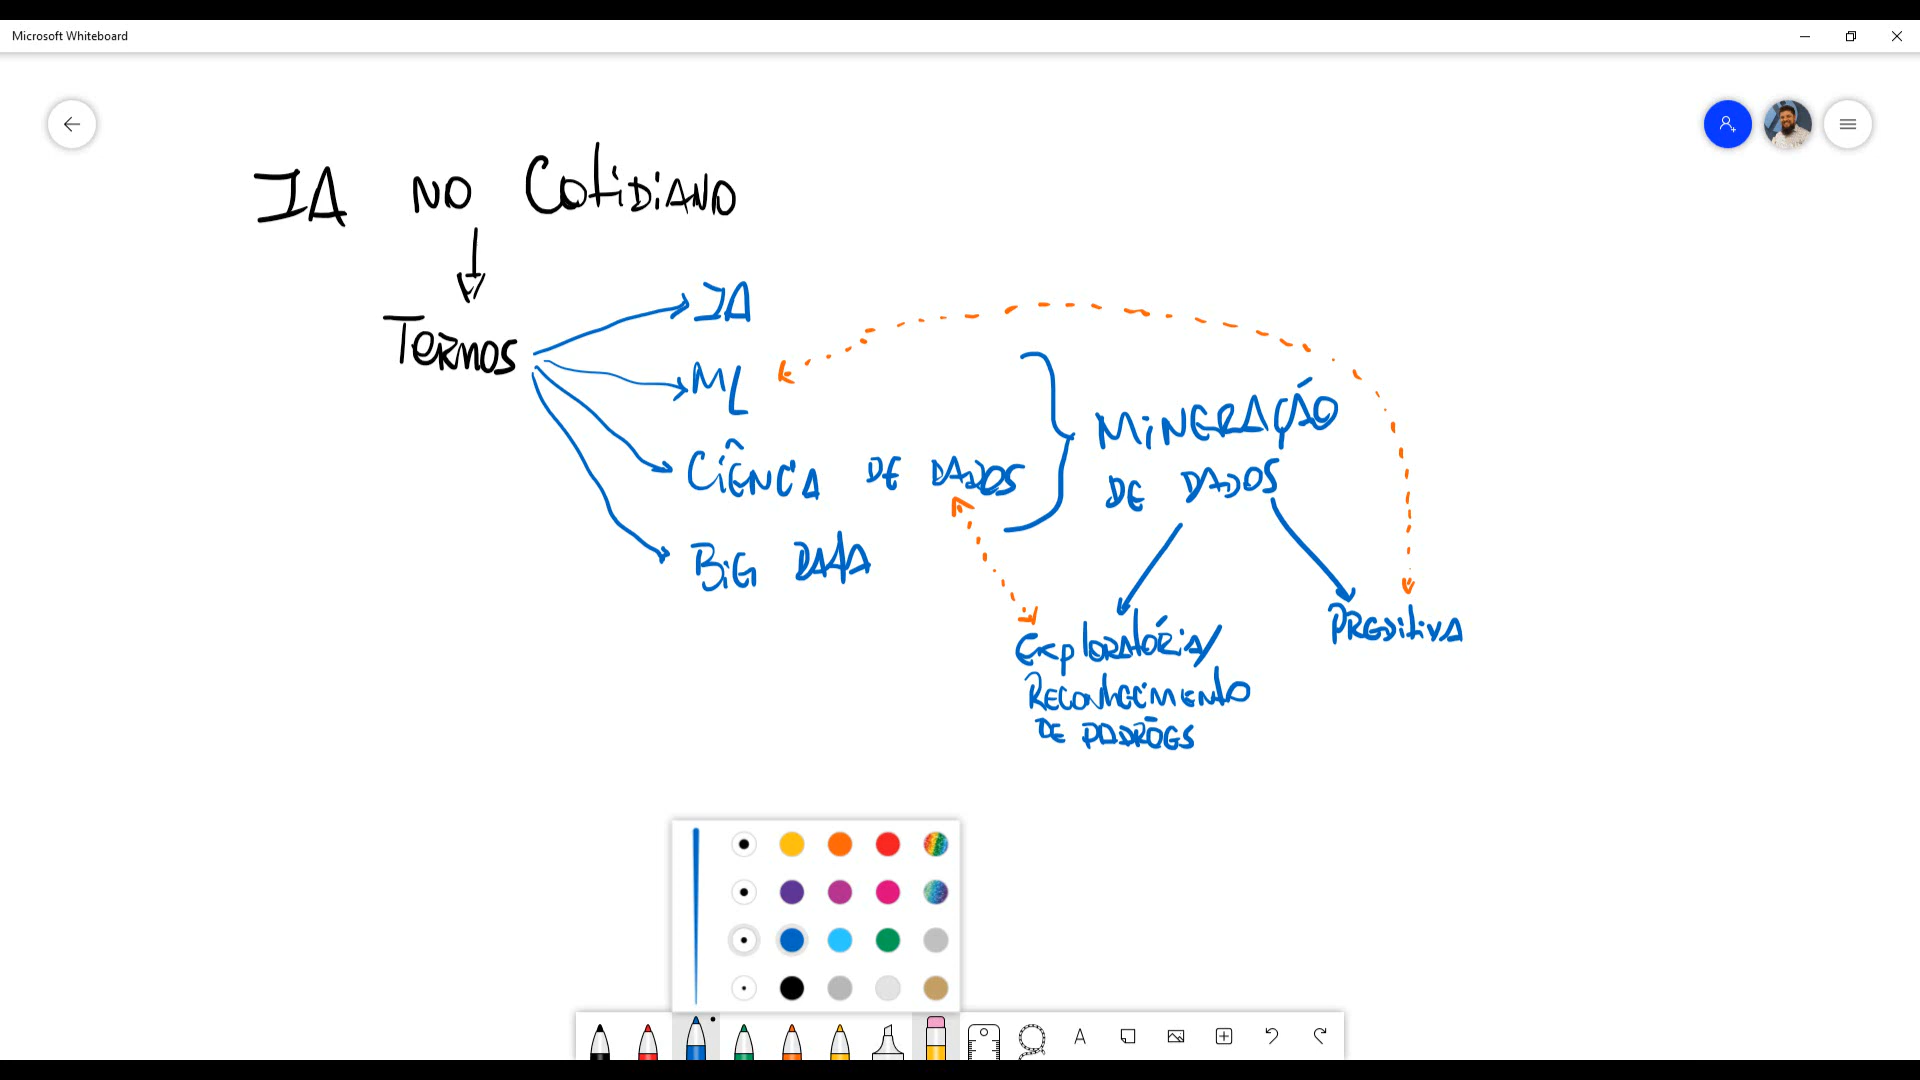 Microsoft Whiteboard
IA NO COTIDIANO
TERMOS
IA
ML
CIÊNCIA DE DADOS
BIG DATA
MINERAÇÃO
DE DADOS
EXPLORATÓRIA/
RECONHECIMENTO
DE PADRÕES
PREDITIVA